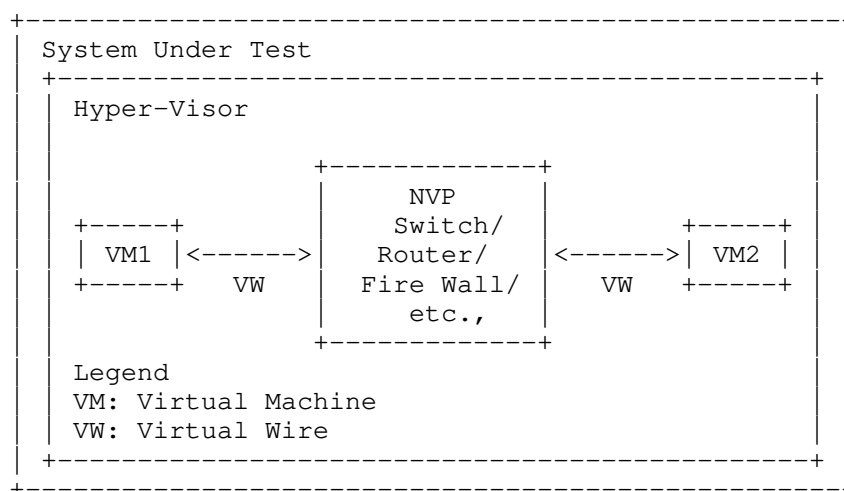 System Under Test
Hyper-Visor
NVP
Switch/
VM1 <------> Router/ <------> VM2
VW Fire Wall/ VW
etc.,
Legend
VM: Virtual Machine
VW: Virtual Wire